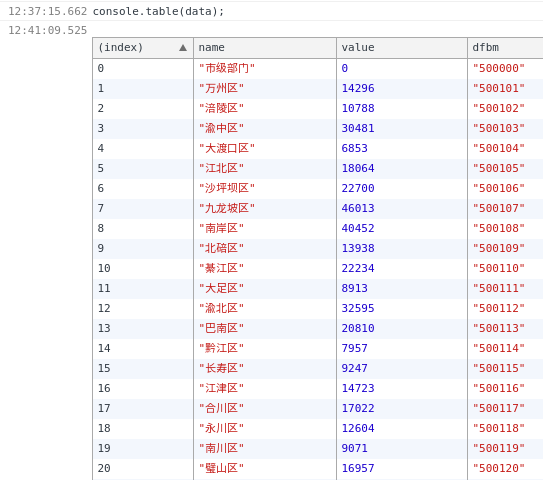 12:37:15.662 console.table(data);
12:41:09.525
(index) ▲ name value dfbm
0 "市级部门" 0 "500000"
1 "万州区" 14296 "500101"
2 "涪陵区" 10788 "500102"
3 "渝中区" 30481 "500103"
4 "大渡口区" 6853 "500104"
5 "江北区" 18064 "500105"
6 "沙坪坝区" 22700 "500106"
7 "九龙坡区" 46013 "500107"
8 "南岸区" 40452 "500108"
9 "北碚区" 13938 "500109"
10 "綦江区" 22234 "500110"
11 "大足区" 8913 "500111"
12 "渝北区" 32595 "500112"
13 "巴南区" 20810 "500113"
14 "黔江区" 7957 "500114"
15 "长寿区" 9247 "500115"
16 "江津区" 14723 "500116"
17 "合川区" 17022 "500117"
18 "永川区" 12604 "500118"
19 "南川区" 9071 "500119"
20 "璧山区" 16957 "500120"